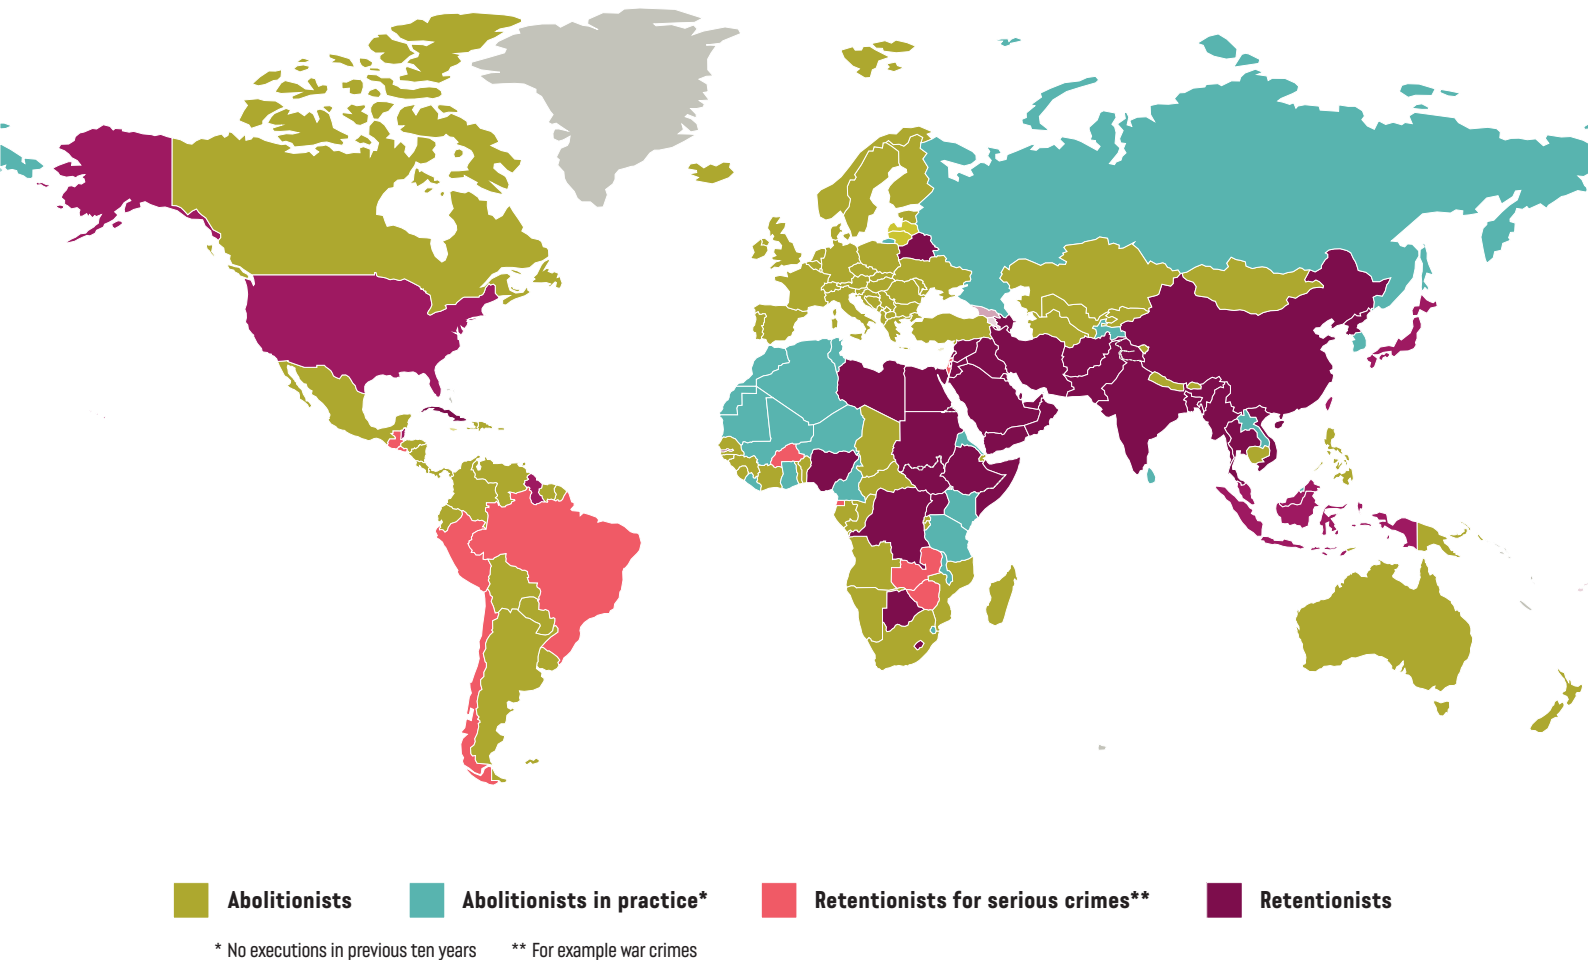 Abolitionists
Abolitionists in practice*
Retentionists for serious crimes**
Retentionists
* No executions in previous ten years
** For example war crimes